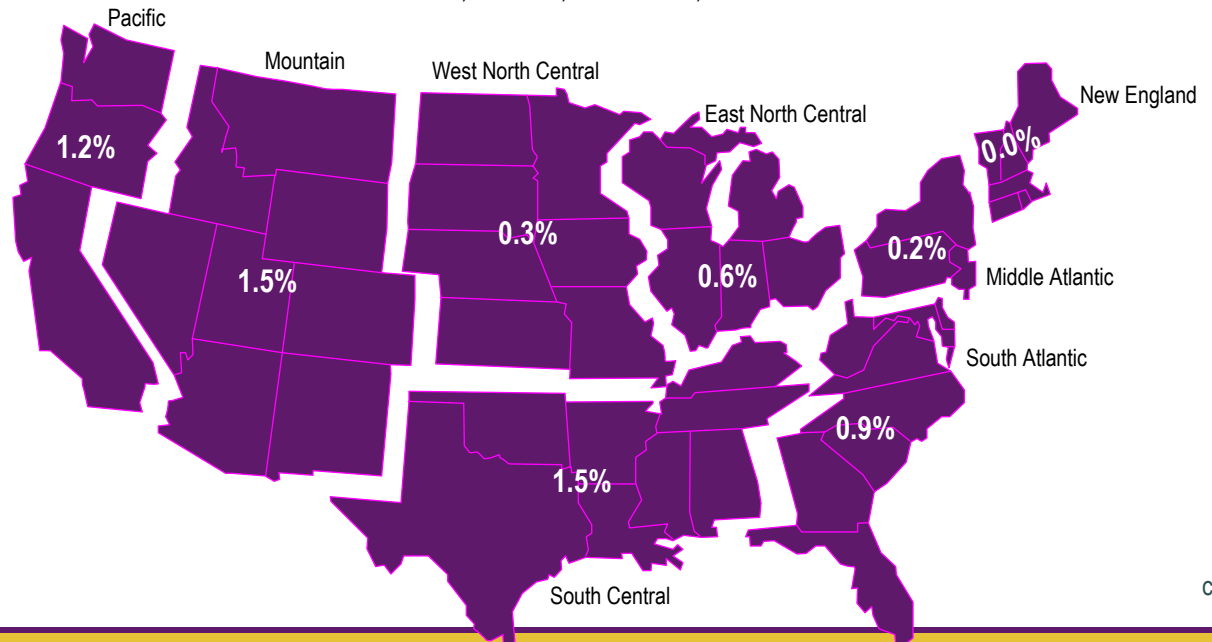 Pacific
Mountain
West North Central
East North Central
New England
1.2%
0.0%
0.3%
0.2%
1.5%
0.6%
Middle Atlantic
South Atlantic
0.9%
1.5%
South Central